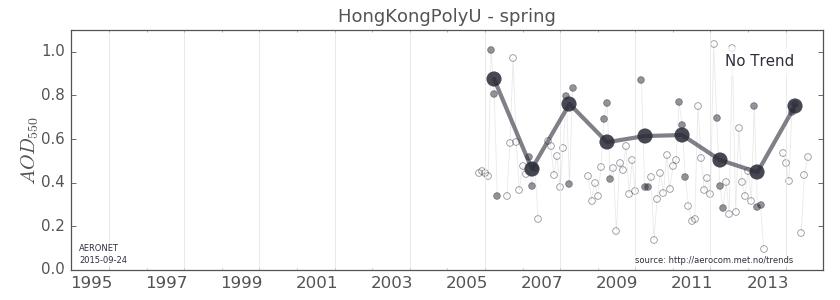 HongKongPolyU - spring
No Trend
AOD550
1.0
0.8
0.6
0.4
0.2
0.0
AERONET
2015-09-24
source: http://aerocom.met.no/trends
1995 1997 1999 2001 2003 2005 2007 2009 2011 2013